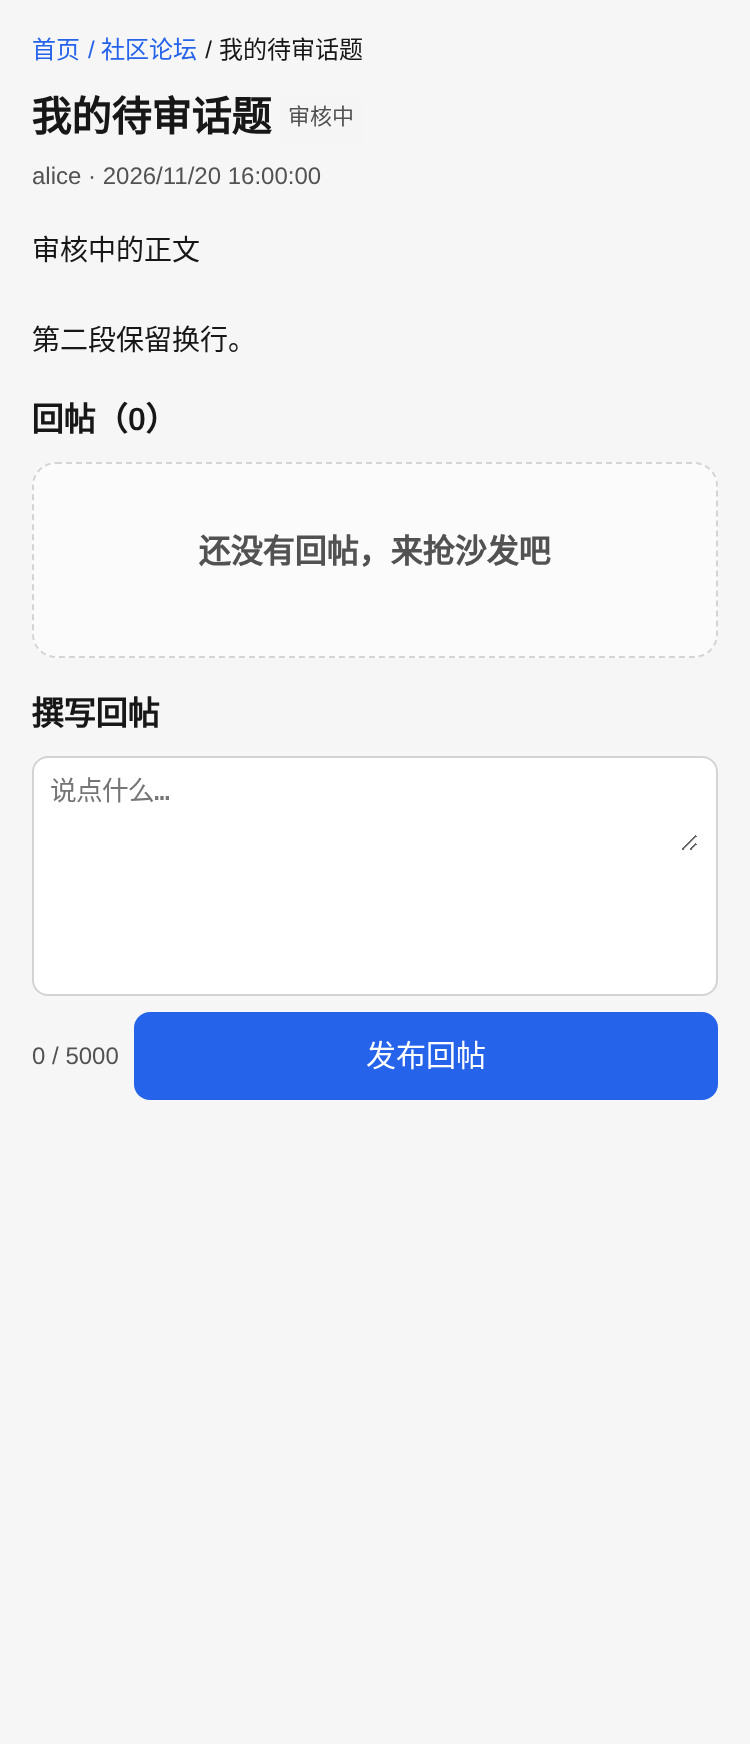 首页 / 社区论坛 / 我的待审话题
我的待审话题 审核中
alice · 2026/11/20 16:00:00
审核中的正文
第二段保留换行。
回帖（0）
还没有回帖，来抢沙发吧
撰写回帖
说点什么…
0 / 5000 发布回帖